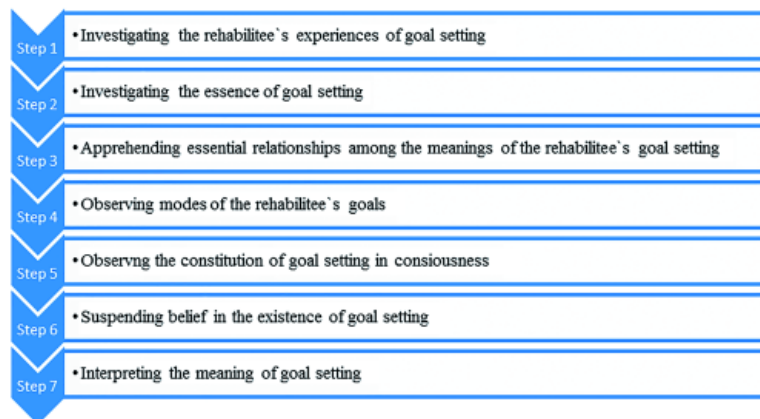 Step 1 •Investigating the rehabilitee`s experiences of goal setting
Step 2 •Investigating the essence of goal setting
Step 3 •Apprehending essential relationships among the meanings of the rehabilitee`s goal setting
Step 4 •Observing modes of the rehabilitee`s goals
Step 5 •Observng the constitution of goal setting in consiousness
Step 6 •Suspending belief in the existence of goal setting
Step 7 •Interpreting the meaning of goal setting